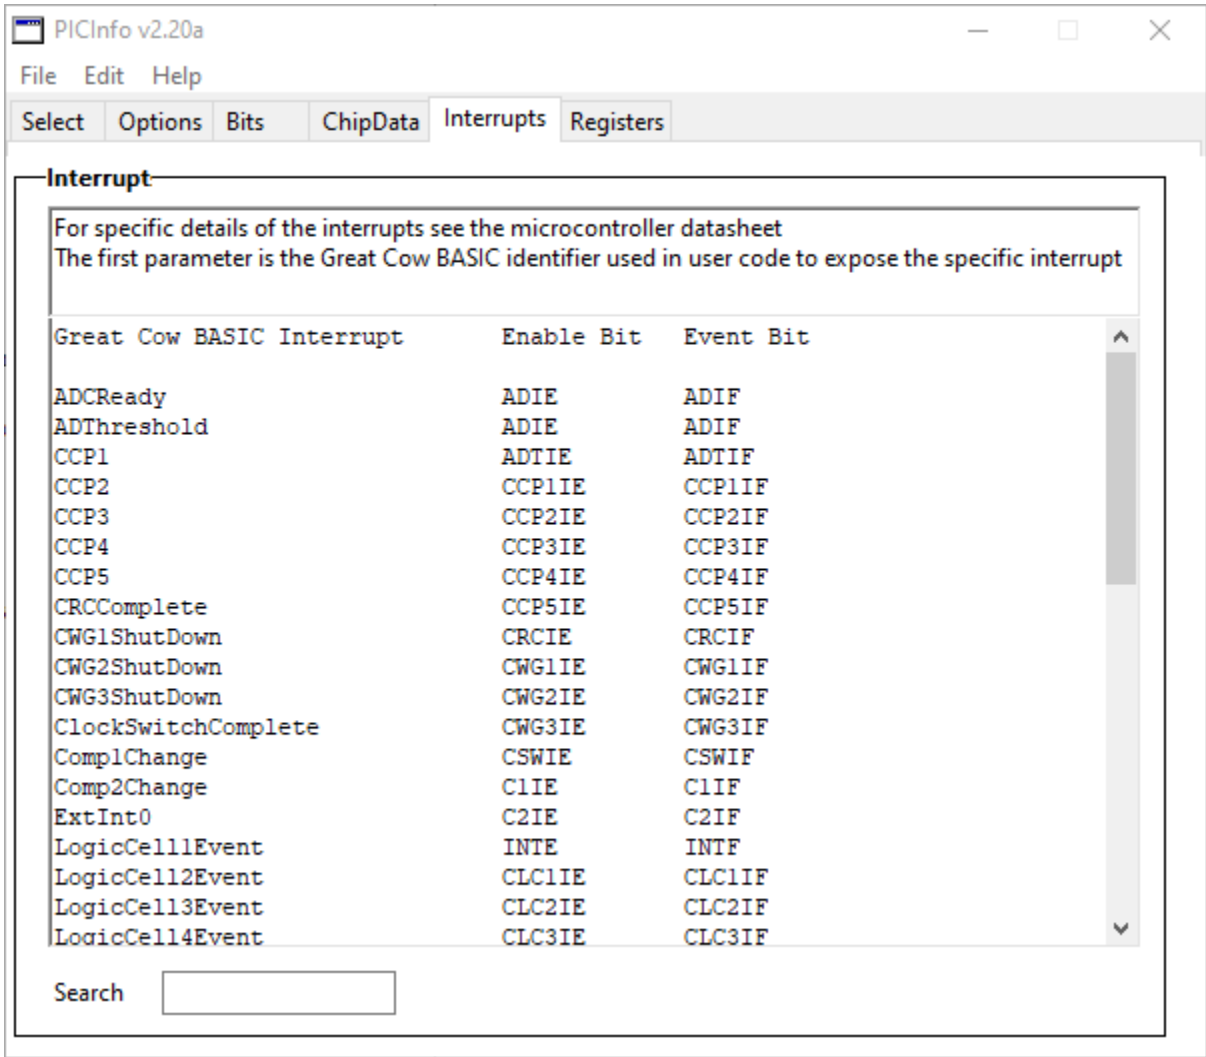 PICInfo v2.20a
File Edit Help
Select Options Bits ChipData Interrupts Registers
Interrupt
For specific details of the interrupts see the microcontroller datasheet
The first parameter is the Great Cow BASIC identifier used in user code to expose the specific interrupt
Great Cow BASIC Interrupt Enable Bit Event Bit
ADCReady ADIE ADIF
ADThreshold ADIE ADIF
CCP1 ADTIE ADTIF
CCP2 CCP1IE CCP1IF
CCP3 CCP2IE CCP2IF
CCP4 CCP3IE CCP3IF
CCP5 CCP4IE CCP4IF
CRCComplete CCP5IE CCP5IF
CWG1ShutDown CRCIE CRCIF
CWG2ShutDown CWG1IE CWG1IF
CWG3ShutDown CWG2IE CWG2IF
ClockSwitchComplete CWG3IE CWG3IF
Comp1Change CSWIE CSWIF
Comp2Change C1IE C1IF
ExtInt0 C2IE C2IF
LogicCell1Event INTE INTF
LogicCell2Event CLC1IE CLC1IF
LogicCell3Event CLC2IE CLC2IF
LogicCell4Event CLC3IE CLC3IF
Search